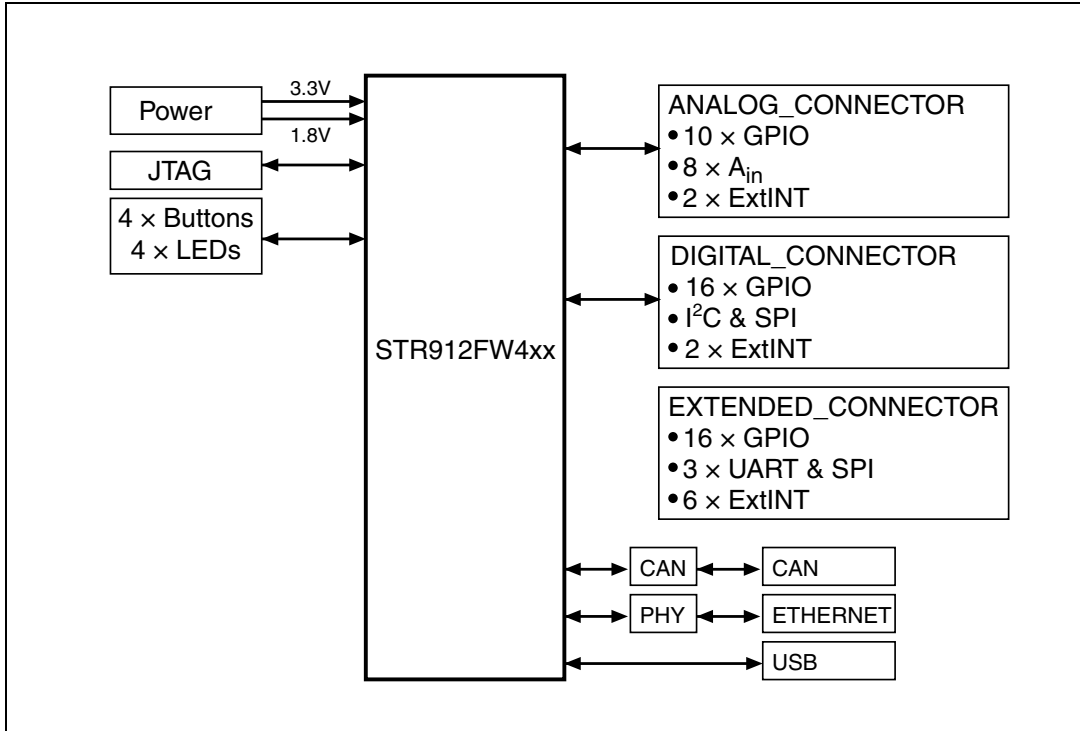 Power
3.3V
1.8V
JTAG
4 × Buttons
4 × LEDs
STR912FW4xx
ANALOG_CONNECTOR
• 10 × GPIO
• 8 × Aᵢₙ
• 2 × ExtINT
DIGITAL_CONNECTOR
• 16 × GPIO
• I²C & SPI
• 2 × ExtINT
EXTENDED_CONNECTOR
• 16 × GPIO
• 3 × UART & SPI
• 6 × ExtINT
CAN
CAN
PHY
ETHERNET
USB